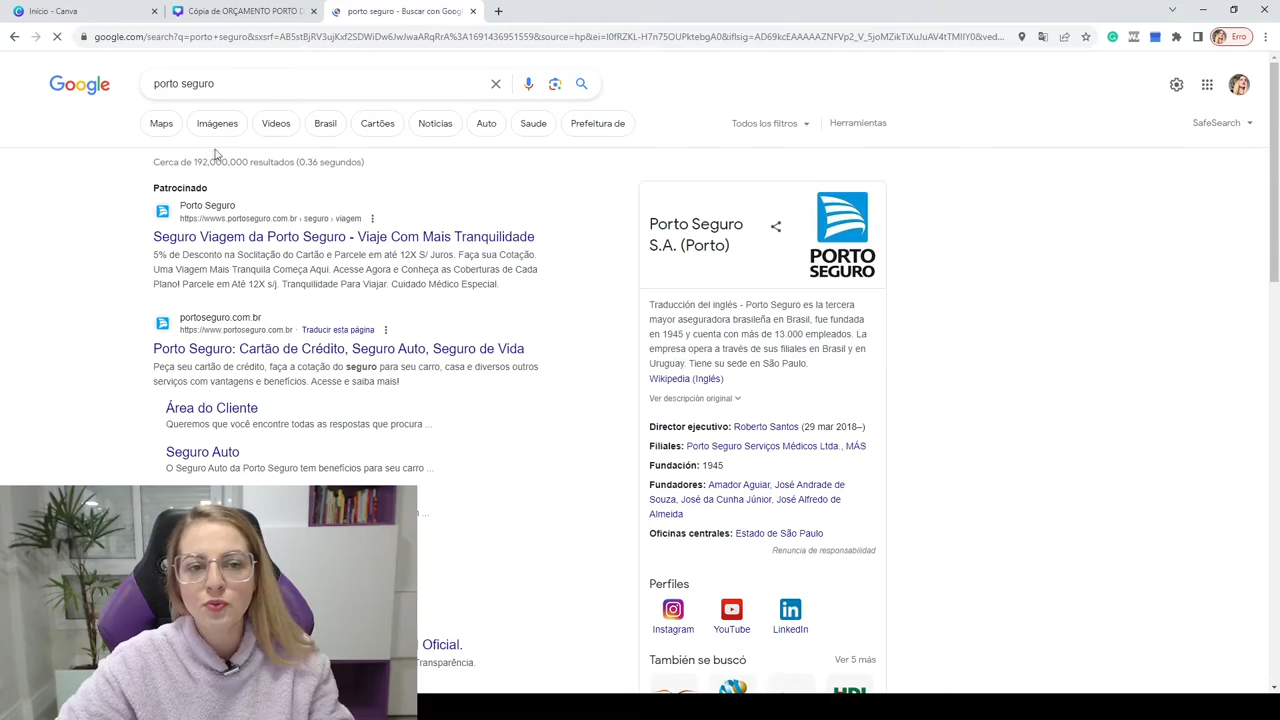 Início - Canva
Cópia de ORÇAMENTO PORTO D
porto seguro - Buscar con Googl
google.com/search?q=porto+seguro&sxsrf=AB5stBjRV3ujKxf2SDWiDw6JwJwaARqRrA%3A1691436951559&source=hp&ei=l0fRZKL-H7n75OUPktebgA0&iflsig=AD69kcEAAAAAZNFVp2_V_5joMZikTiXuJuAV4tTMIIY0&ved...
Erro
Google
porto seguro
Maps
Imágenes
Videos
Brasil
Cartões
Noticias
Auto
Saude
Prefeitura de
Todos los filtros
Herramientas
SafeSearch
Cerca de 192,000,000 resultados (0.36 segundos)
Patrocinado
Porto Seguro
https://wwws.portoseguro.com.br › seguro › viagem
Seguro Viagem da Porto Seguro - Viaje Com Mais Tranquilidade
5% de Desconto na Soclitação do Cartão e Parcele em até 12X S/ Juros. Faça sua Cotação.
Uma Viagem Mais Tranquila Começa Aqui. Acesse Agora e Conheça as Coberturas de Cada
Plano! Parcele em Até 12X s/j. Tranquilidade Para Viajar. Cuidado Médico Especial.
portoseguro.com.br
https://www.portoseguro.com.br · Traducir esta página
Porto Seguro: Cartão de Crédito, Seguro Auto, Seguro de Vida
Peça seu cartão de crédito, faça a cotação do seguro para seu carro, casa e diversos outros
serviços com vantagens e benefícios. Acesse e saiba mais!
Área do Cliente
Queremos que você encontre todas as respostas que procura ...
Seguro Auto
O Seguro Auto da Porto Seguro tem benefícios para seu carro ...
...
l Oficial.
Transparência.
Porto Seguro
S.A. (Porto)
PORTO
SEGURO
Traducción del inglés - Porto Seguro es la tercera
mayor aseguradora brasileña en Brasil, fue fundada
en 1945 y cuenta con más de 13.000 empleados. La
empresa opera a través de sus filiales en Brasil y en
Uruguay. Tiene su sede en São Paulo.
Wikipedia (Inglés)
Ver descripción original
Director ejecutivo: Roberto Santos (29 mar 2018–)
Filiales: Porto Seguro Serviços Médicos Ltda., MÁS
Fundación: 1945
Fundadores: Amador Aguiar, José Andrade de
Souza, José da Cunha Júnior, José Alfredo de
Almeida
Oficinas centrales: Estado de São Paulo
Renuncia de responsabilidad
Perfiles
Instagram
YouTube
LinkedIn
También se buscó
Ver 5 más
HDI